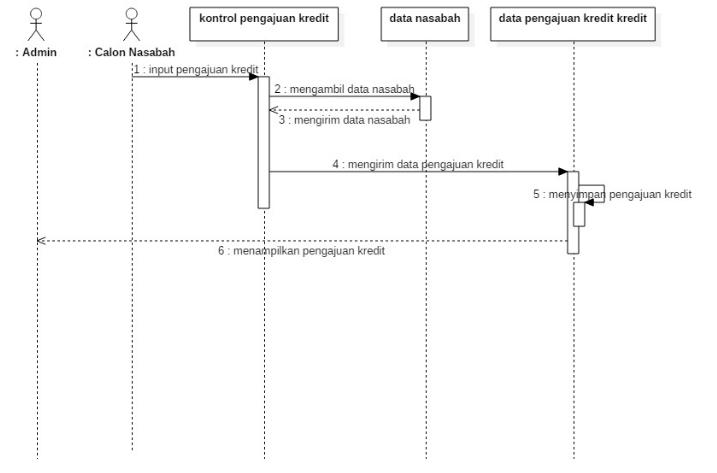 : Admin
: Calon Nasabah
kontrol pengajuan kredit
data nasabah
data pengajuan kredit kredit
1 : input pengajuan kredit
2 : mengambil data nasabah
3 : mengirim data nasabah
4 : mengirim data pengajuan kredit
5 : menyimpan pengajuan kredit
6 : menampilkan pengajuan kredit